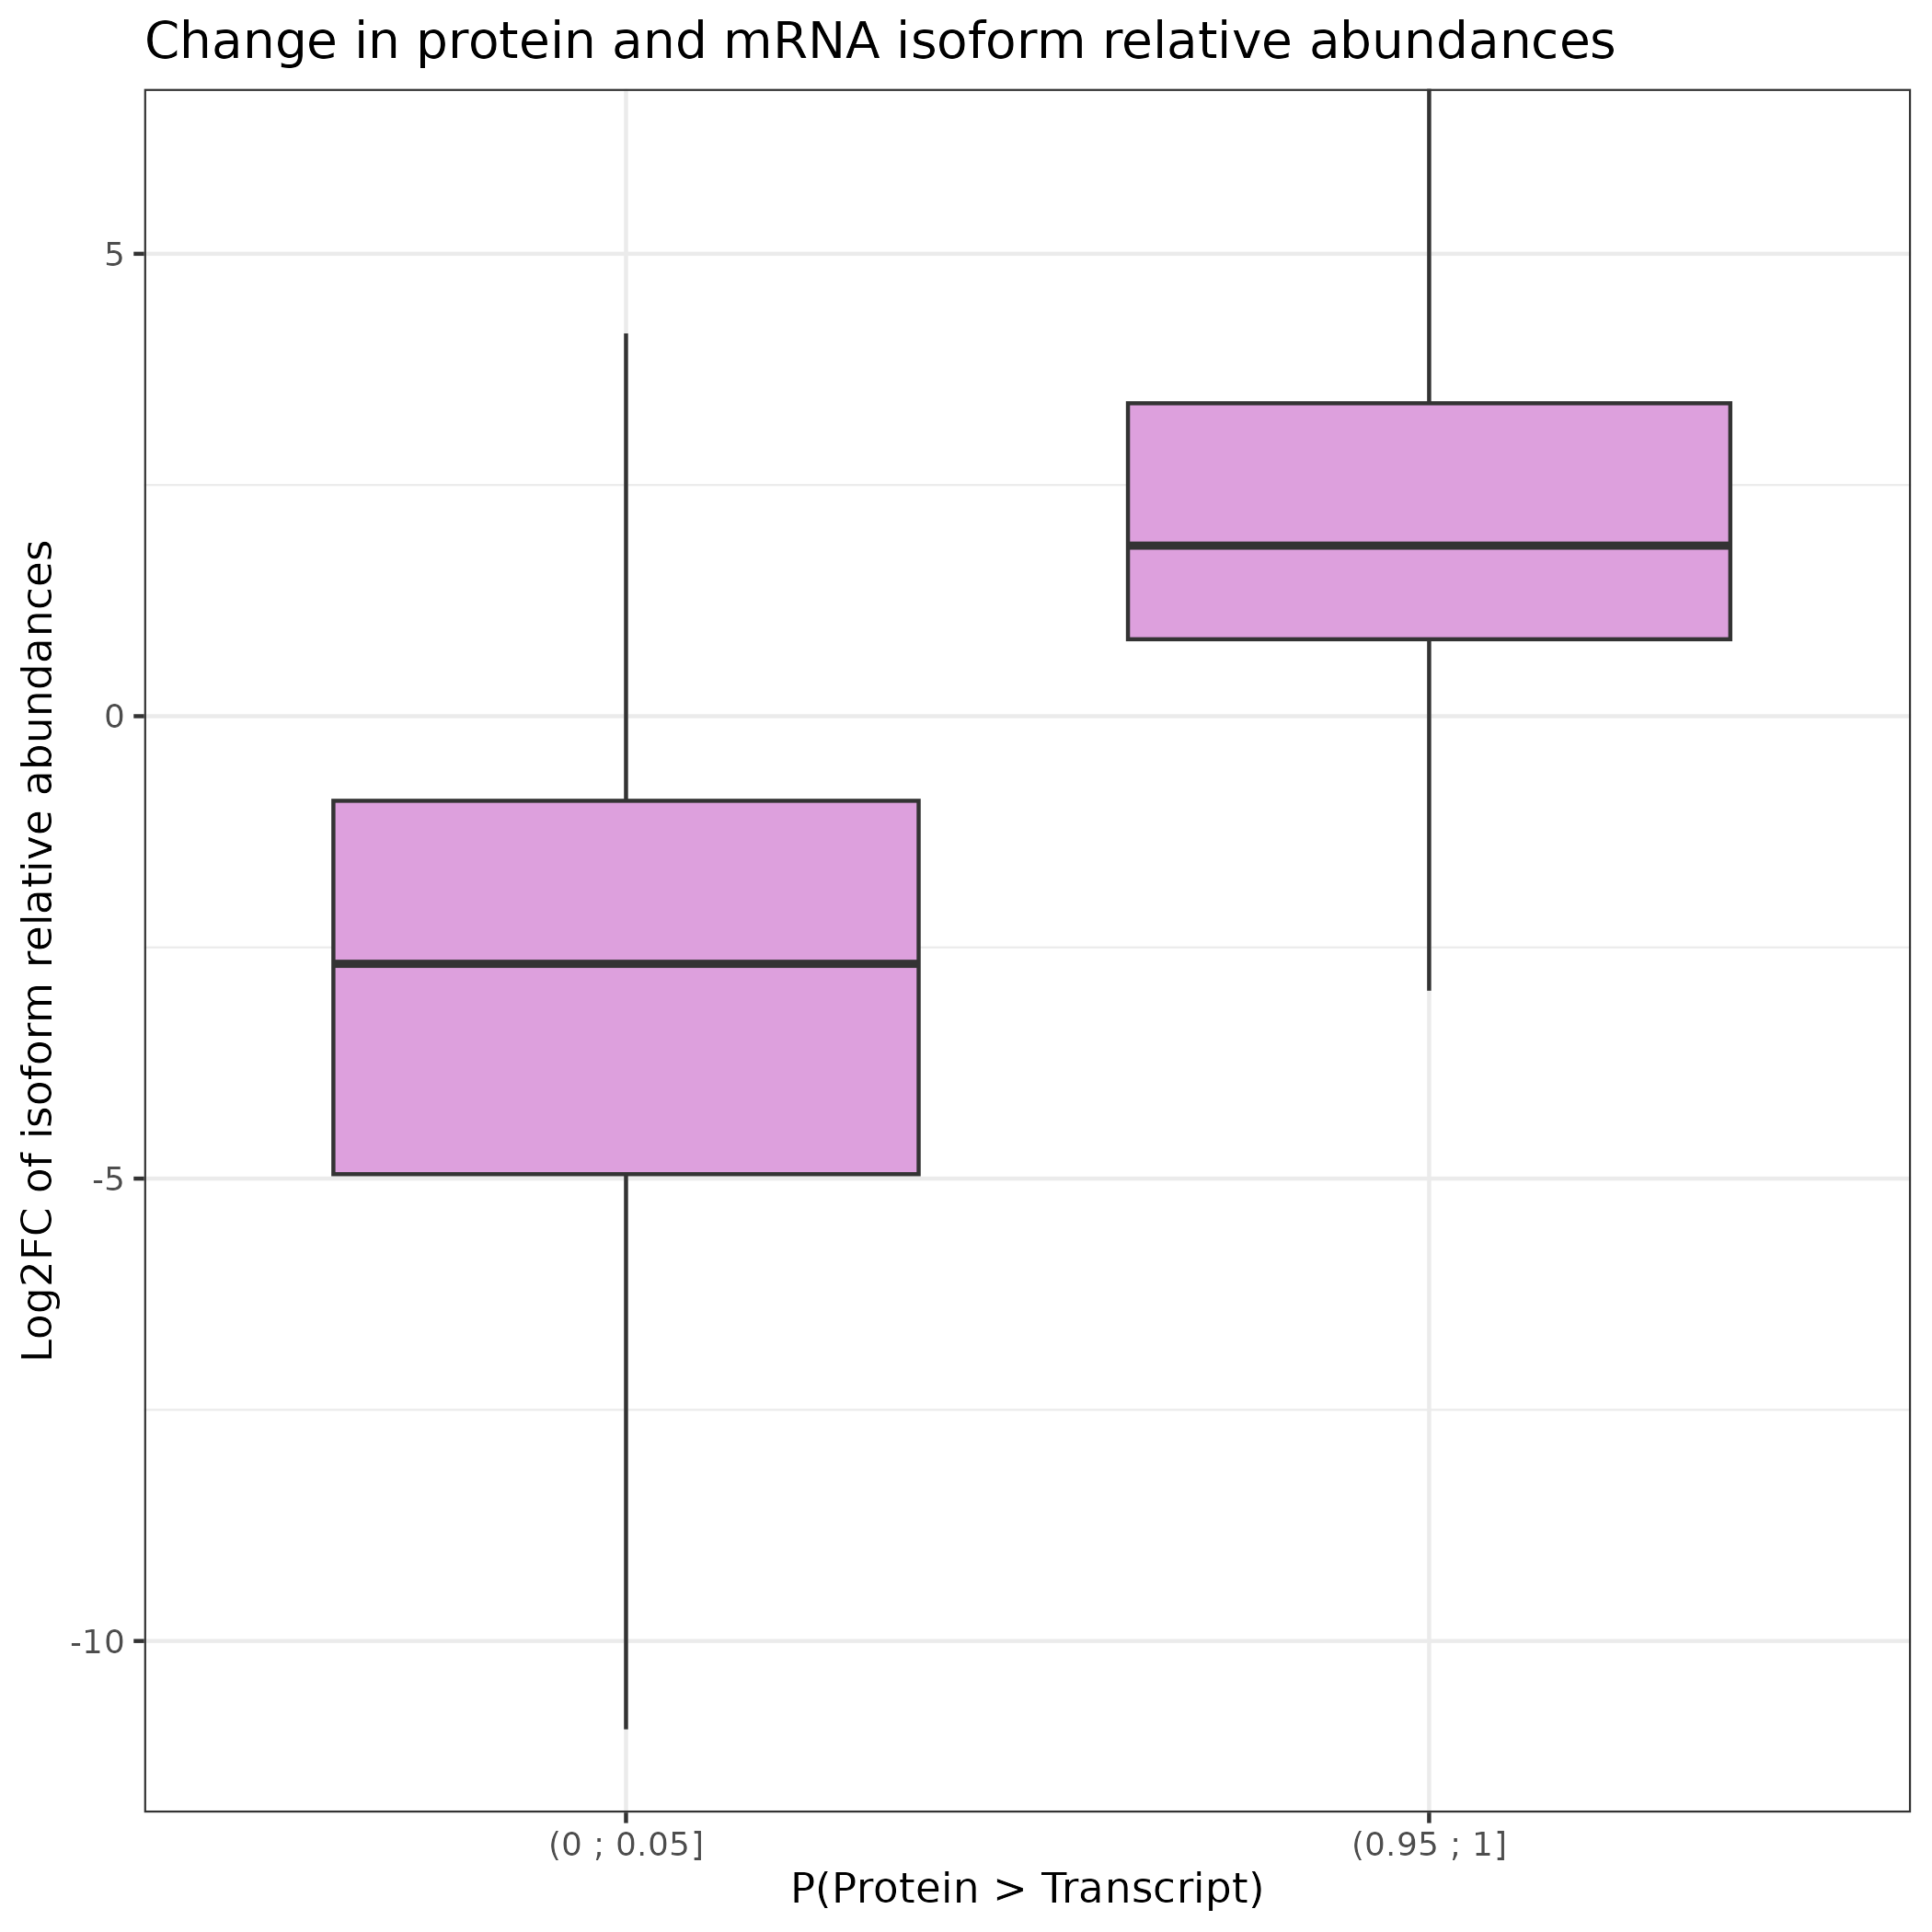 Change in protein and mRNA isoform relative abundances
Log2FC of isoform relative abundances
5
0
-5
-10
(0 ; 0.05]
(0.95 ; 1]
P(Protein > Transcript)